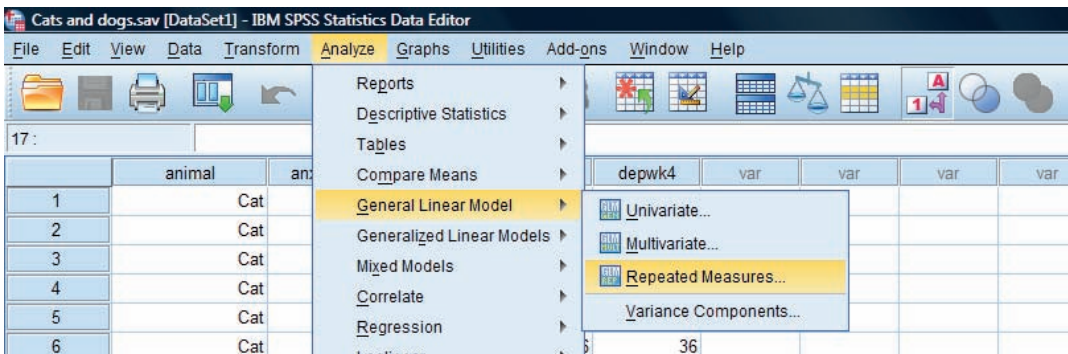 Cats and dogs.sav [DataSet1] - IBM SPSS Statistics Data Editor
File Edit View Data Transform Analyze Graphs Utilities Add-ons Window Help
Reports
A
1
Descriptive Statistics
17 :
Tables
animal an Compare Means depwk4 var var var var
1 Cat General Linear Model Univariate...
2 Cat Generalized Linear Models Multivariate...
3 Cat Mixed Models Repeated Measures...
4 Cat Correlate Variance Components...
5 Cat Regression
6 Cat 36